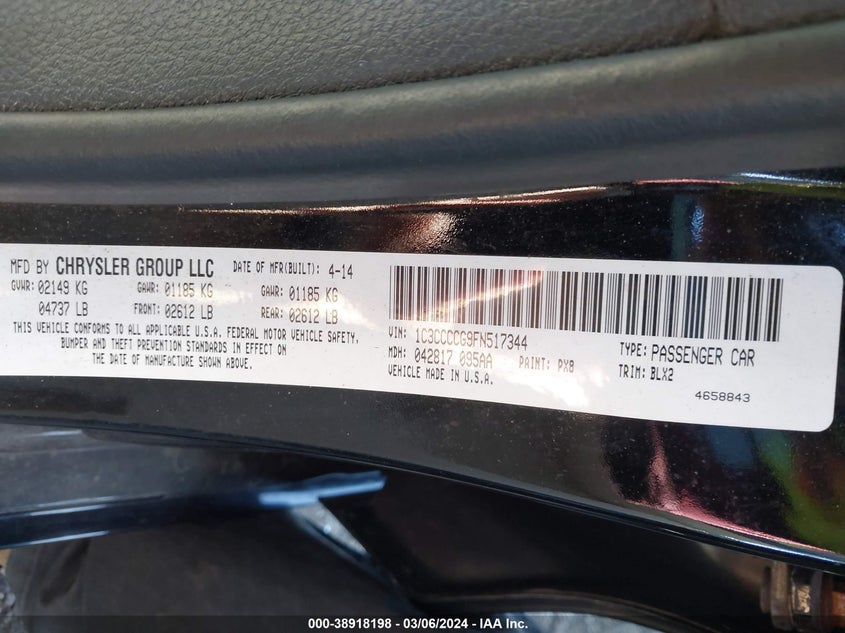 MFD BY CHRYSLER GROUP LLC DATE OF MFR(BUILT): 4-14
GVWR: 02149 KG GAWR: 01185 KG GAWR: 01185 KG
04737 LB FRONT: 02612 LB REAR: 02612 LB
THIS VEHICLE CONFORMS TO ALL APPLICABLE U.S.A. FEDERAL MOTOR VEHICLE SAFETY,
BUMPER AND THEFT PREVENTION STANDARDS IN EFFECT ON
THE DATE OF MANUFACTURE SHOWN ABOVE.
VIN: 1C3CCCCG9FN517344
MDH: 042817 095AA PAINT: PX8
VEHICLE MADE IN U.S.A.
TYPE: PASSENGER CAR
TRIM: BLX2
4658843
000-38918198 - 03/06/2024 - IAA Inc.